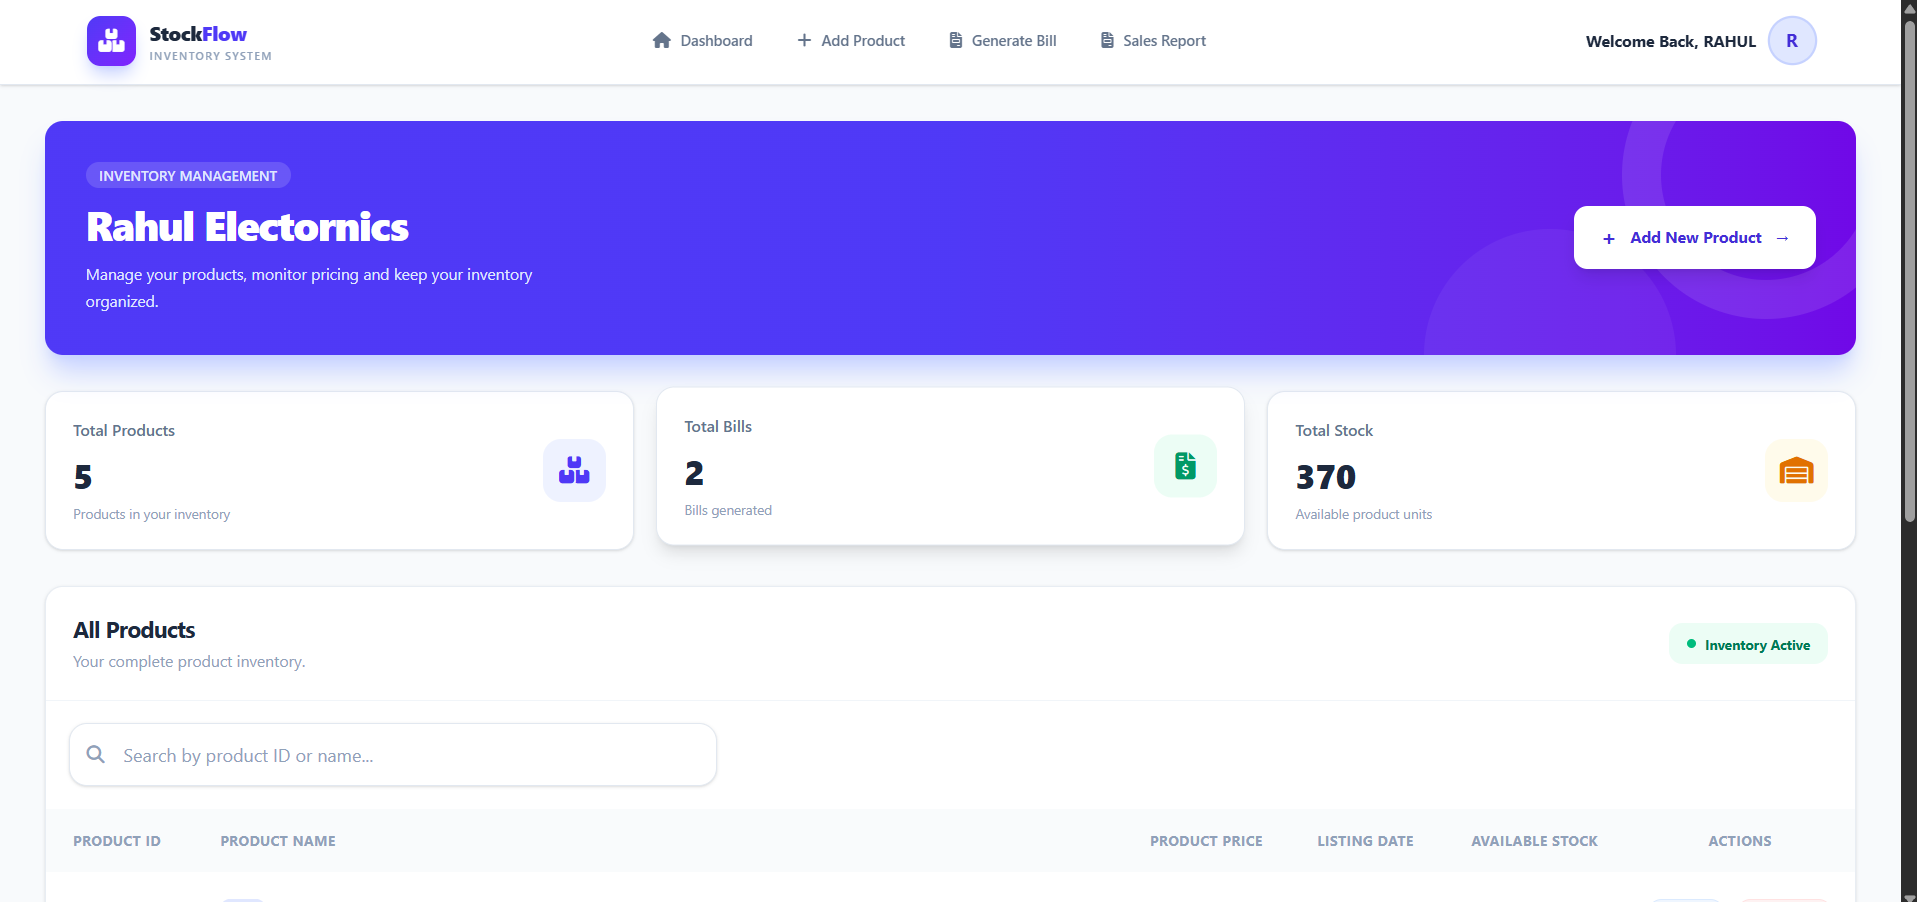 StockFlow
INVENTORY SYSTEM
Dashboard
Add Product
Generate Bill
Sales Report
Welcome Back, RAHUL
R
INVENTORY MANAGEMENT
Rahul Electornics
Manage your products, monitor pricing and keep your inventory
organized.
+ Add New Product →
Total Products
5
Products in your inventory
Total Bills
2
Bills generated
Total Stock
370
Available product units
All Products
Your complete product inventory.
Inventory Active
Search by product ID or name...
PRODUCT ID PRODUCT NAME PRODUCT PRICE LISTING DATE AVAILABLE STOCK ACTIONS